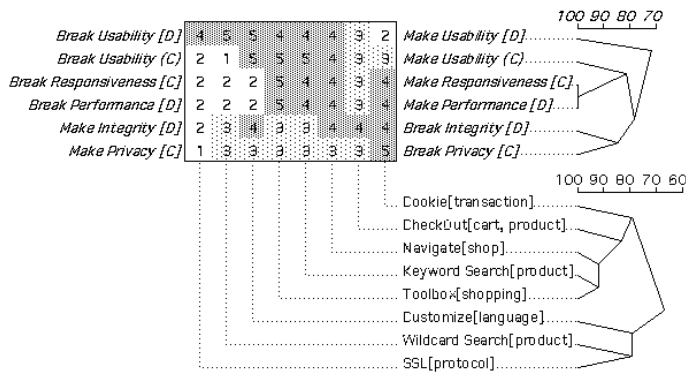 100 90 80 70
Break Usability [D] 4 5 5 4 4 4 3 2 Make Usability [D]
Break Usability (C) 2 1 5 5 5 4 3 3 Make Usability (C)
Break Responsiveness [C] 2 2 2 5 4 4 3 4 Make Responsiveness [C]
Break Performance [D] 2 2 2 5 4 4 3 4 Make Performance [D]
Make Integrity [D] 2 3 4 3 3 4 4 4 Break Integrity [D]
Make Privacy [C] 1 3 3 3 3 3 3 5 Break Privacy [C]
100 90 80 70 60
Cookie[transaction]
CheckOut[cart, product]
Navigate[shop]
Keyword Search[product]
Toolbox[shopping]
Customize[language]
Wildcard Search[product]
SSL[protocol]